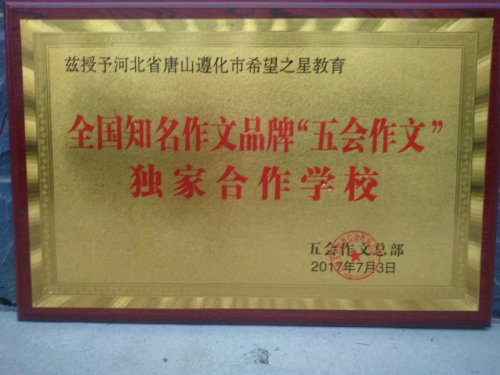 兹授予河北省唐山遵化市希望之星教育
全国知名作文品牌“五会作文”
独家合作学校
五会作文总部
2017年7月3日